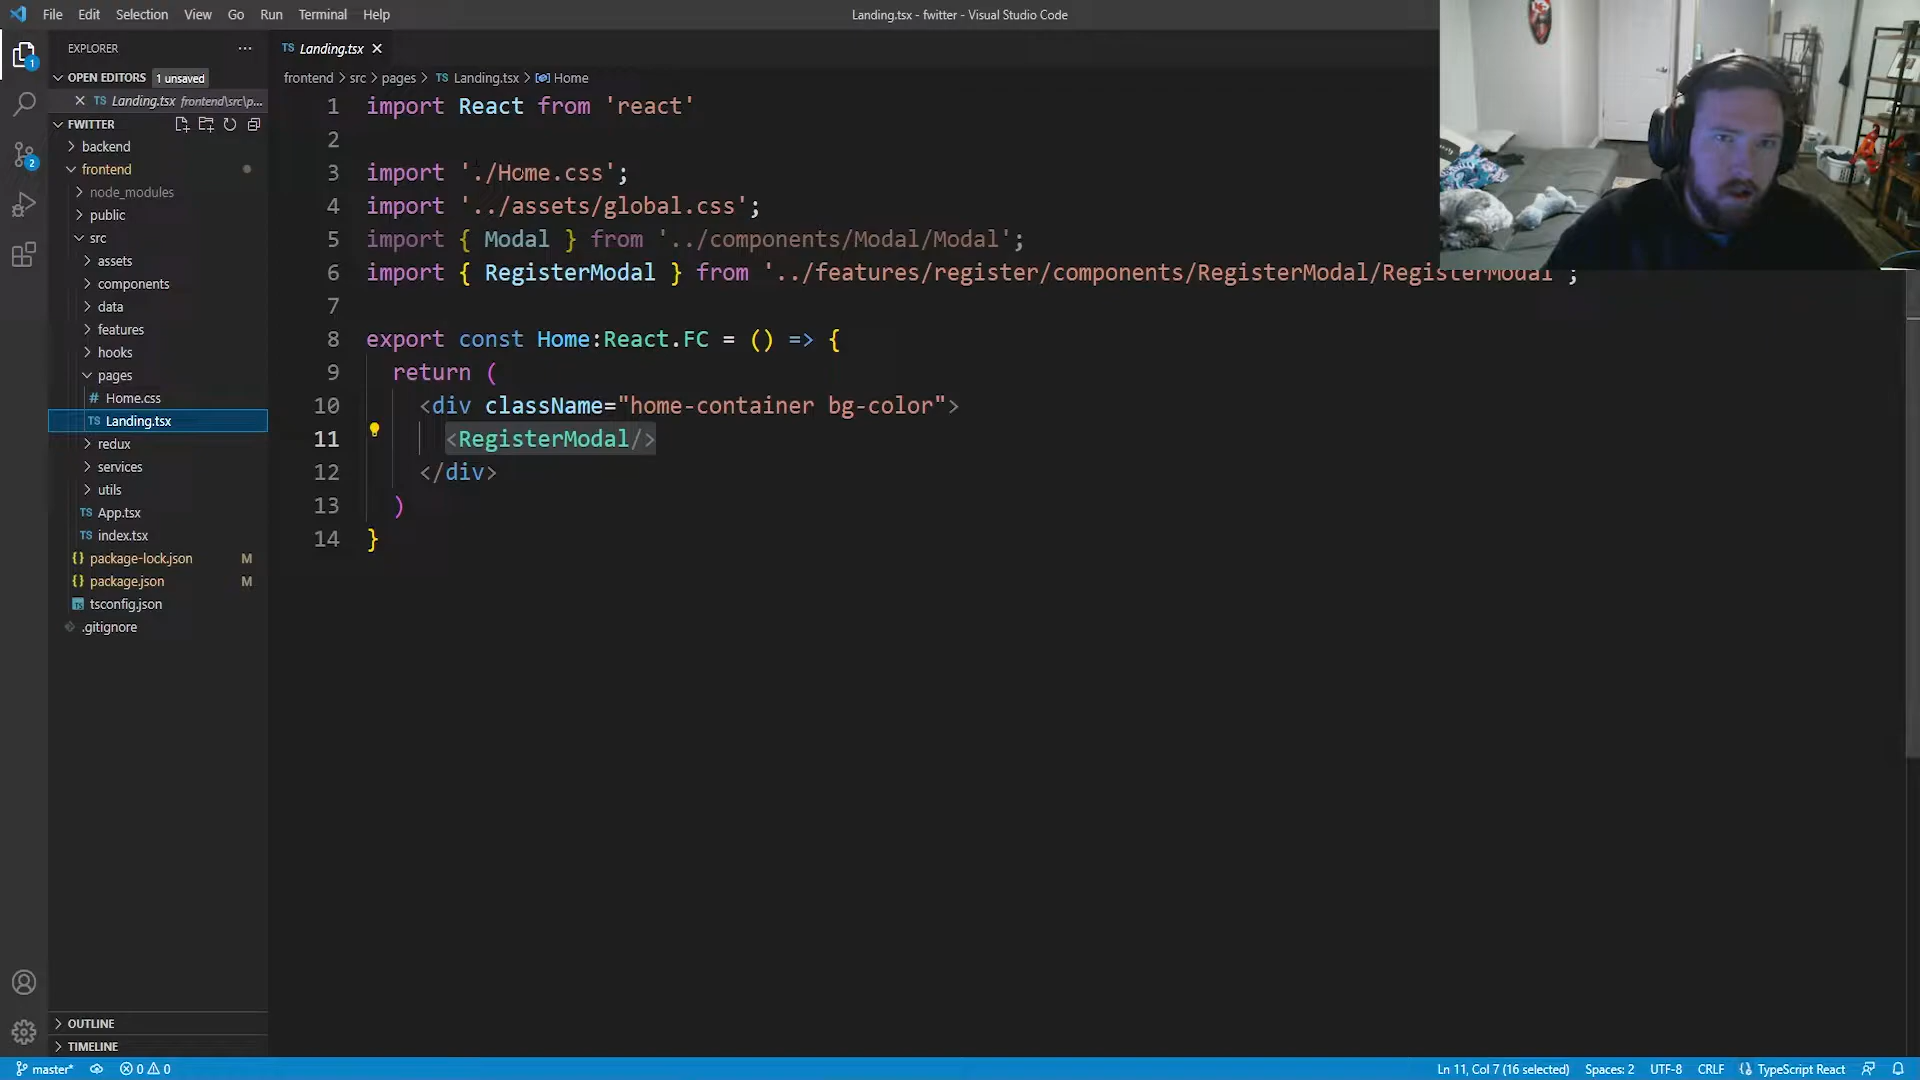 File Edit Selection View Go Run Terminal Help
Landing.tsx - fwitter - Visual Studio Code
EXPLORER
OPEN EDITORS 1 unsaved
TS Landing.tsx frontend\src\p...
FWITTER
backend
frontend
node_modules
public
src
assets
components
data
features
hooks
pages
# Home.css
TS Landing.tsx
redux
services
utils
TS App.tsx
TS index.tsx
{} package-lock.json M
{} package.json M
TS tsconfig.json
.gitignore
OUTLINE
TIMELINE
1
2
TS Landing.tsx
frontend > src > pages > TS Landing.tsx > Home
1 import React from 'react'
2
3 import './Home.css';
4 import '../assets/global.css';
5 import { Modal } from '../components/Modal/Modal';
6 import { RegisterModal } from '../features/register/components/RegisterModal/RegisterModal';
7
8 export const Home:React.FC = () => {
9 return (
10 <div className="home-container bg-color">
11 <RegisterModal/>
12 </div>
13 )
14 }
master* 0 0
Ln 11, Col 7 (16 selected) Spaces: 2 UTF-8 CRLF {} TypeScript React